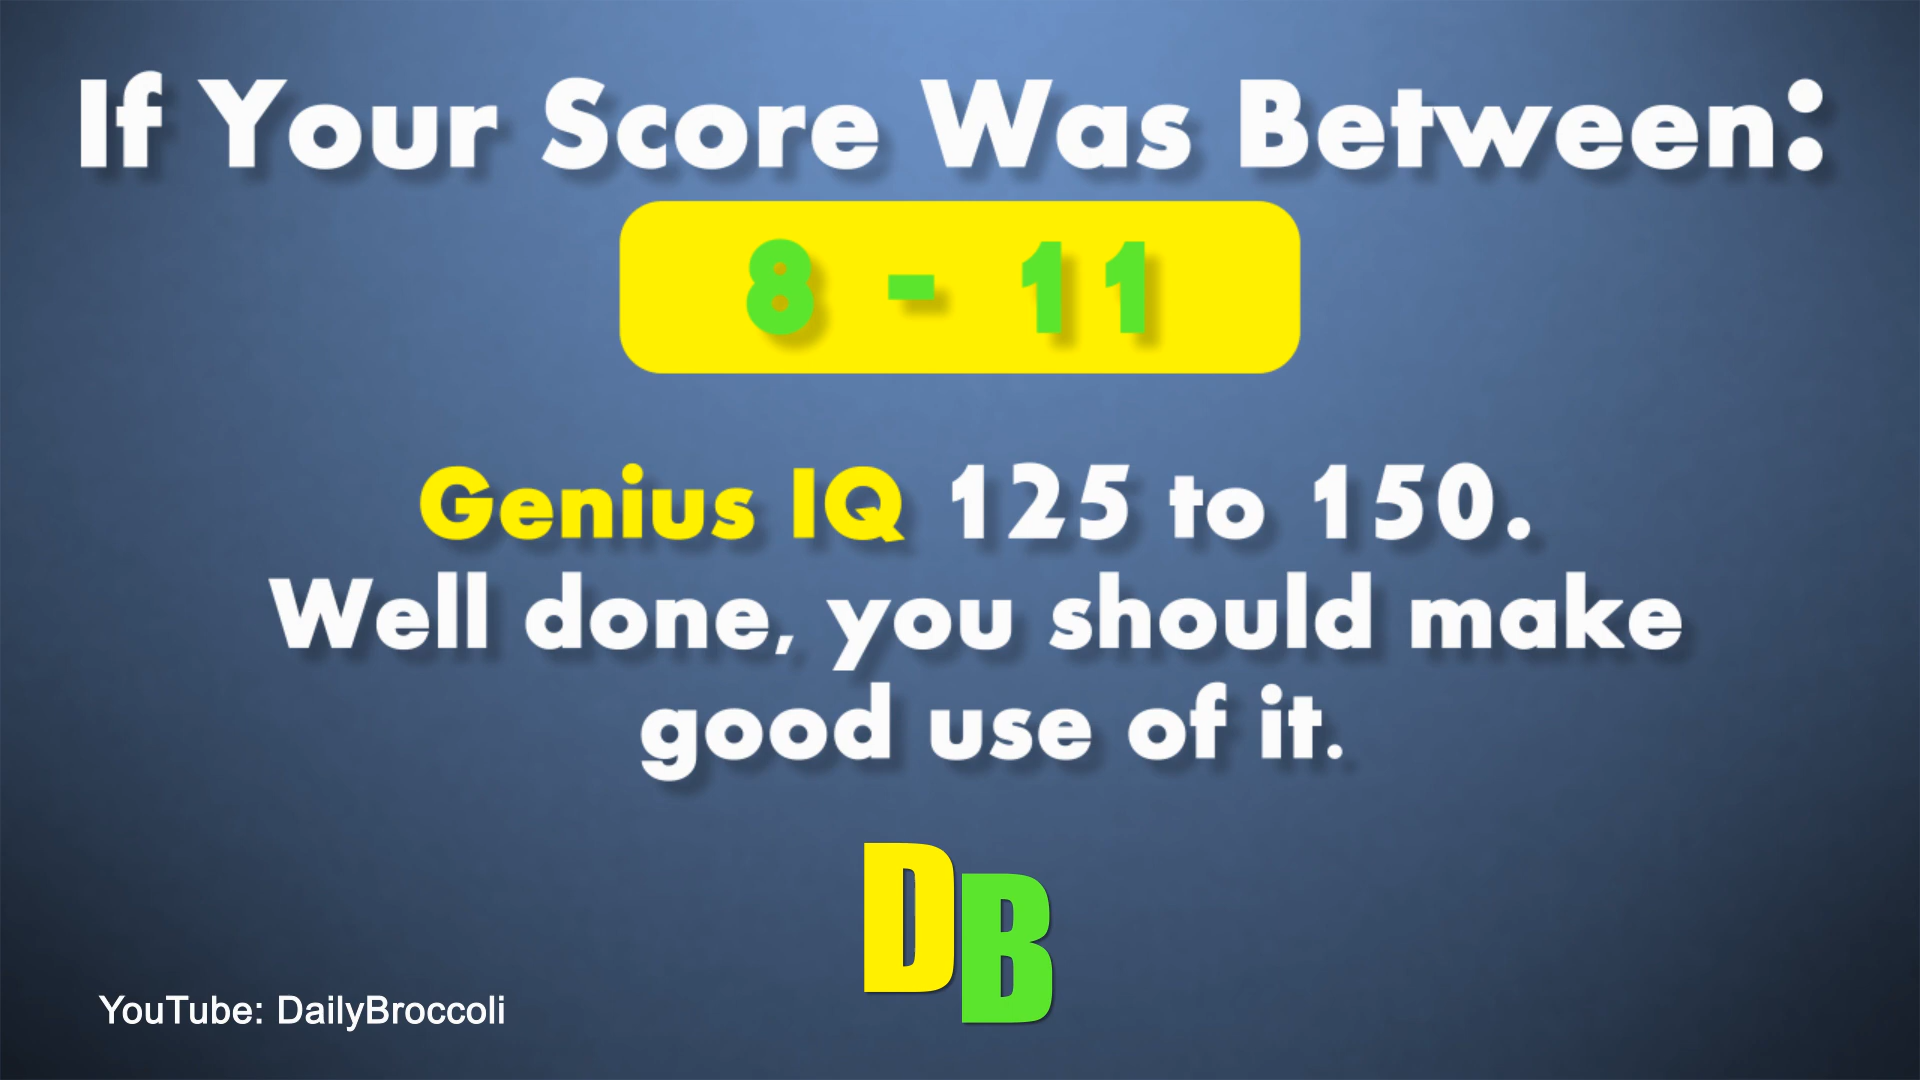 If Your Score Was Between:
8 - 11
Genius IQ 125 to 150.
Well done, you should make
good use of it.
DB
YouTube: DailyBroccoli